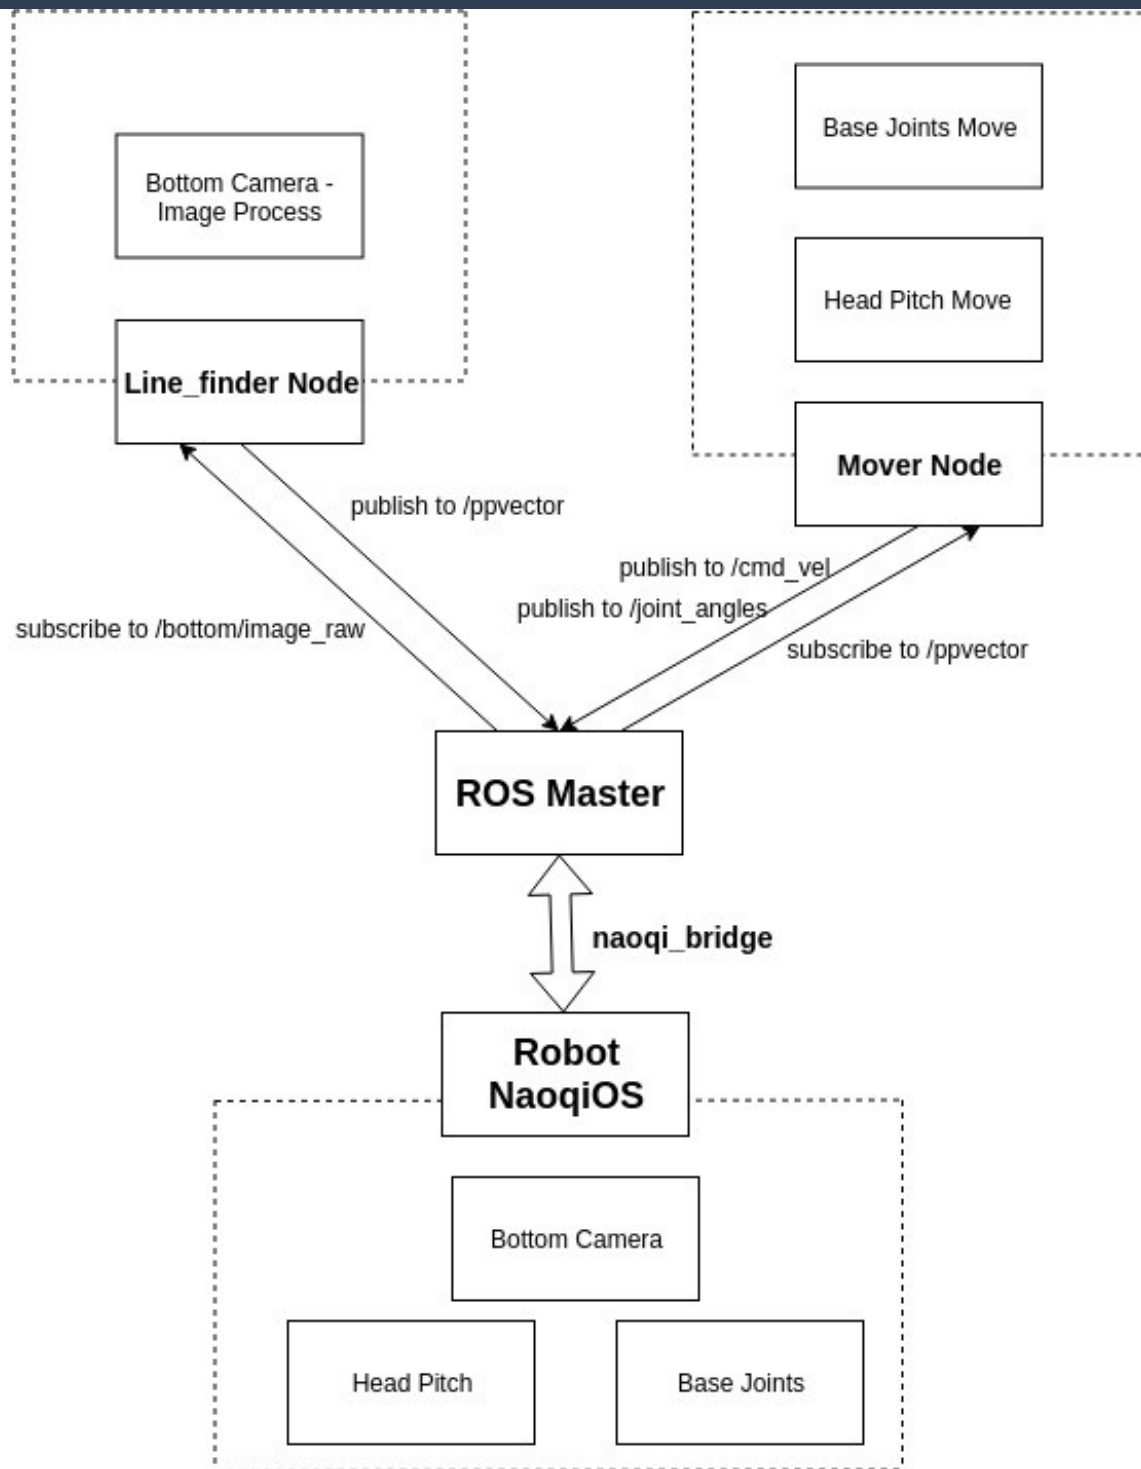 Base Joints Move
Bottom Camera -
Image Process
Head Pitch Move
Line_finder Node
Mover Node
publish to /ppvector
publish to /cmd_vel
publish to /joint_angles
subscribe to /bottom/image_raw
subscribe to /ppvector
ROS Master
naoqi_bridge
Robot
NaoqiOS
Bottom Camera
Head Pitch
Base Joints